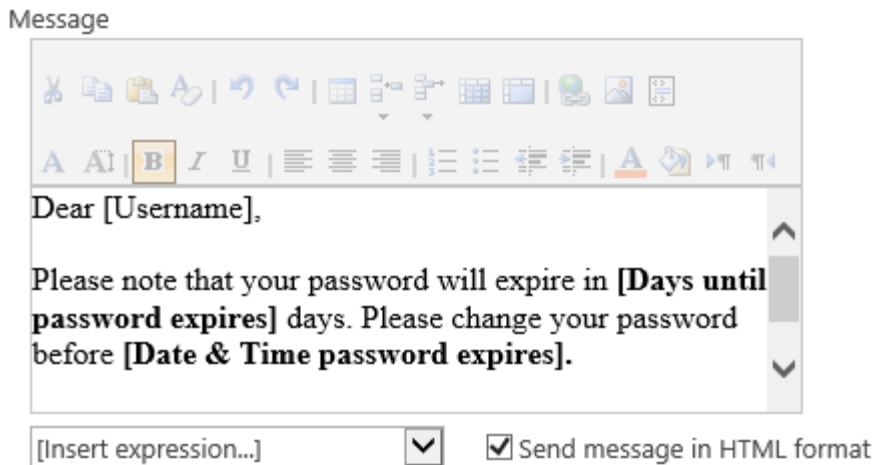 Message
Dear [Username],
Please note that your password will expire in [Days until
password expires] days. Please change your password
before [Date & Time password expires].
[Insert expression...]
Send message in HTML format